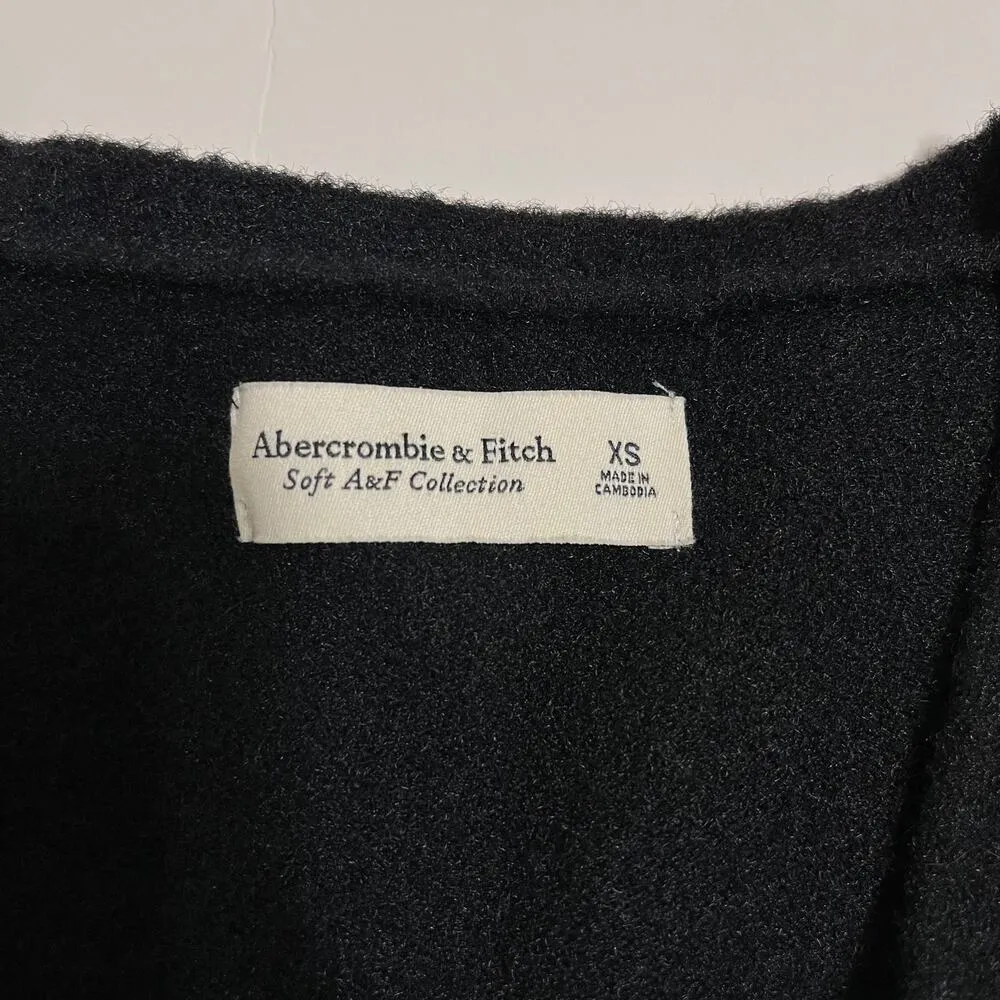 Abercrombie & Fitch
Soft A&F Collection
XS
MADE IN
CAMBODIA